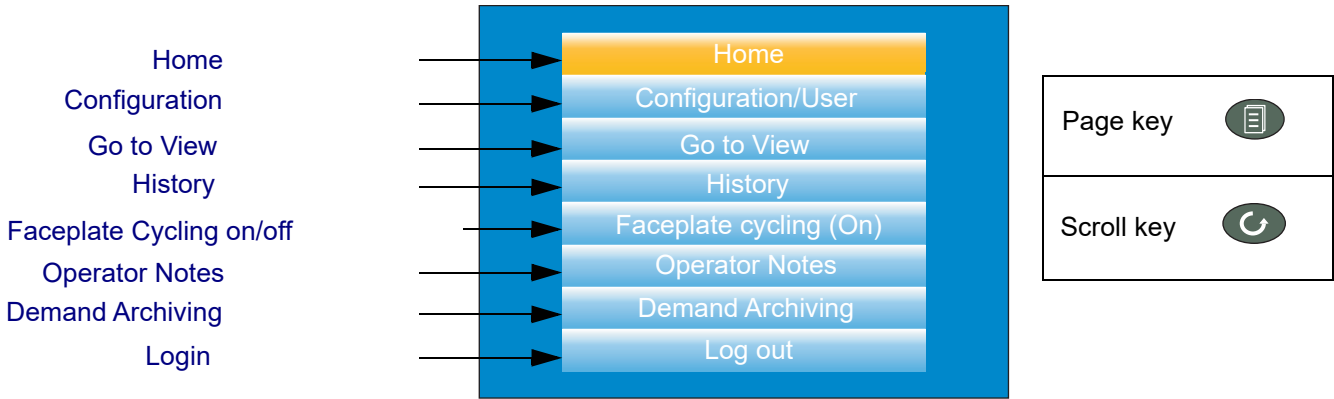 Home
Configuration
Go to View
History
Faceplate Cycling on/off
Operator Notes
Demand Archiving
Login
Home
Configuration/User
Go to View
History
Faceplate cycling (On)
Operator Notes
Demand Archiving
Log out
Page key
Scroll key